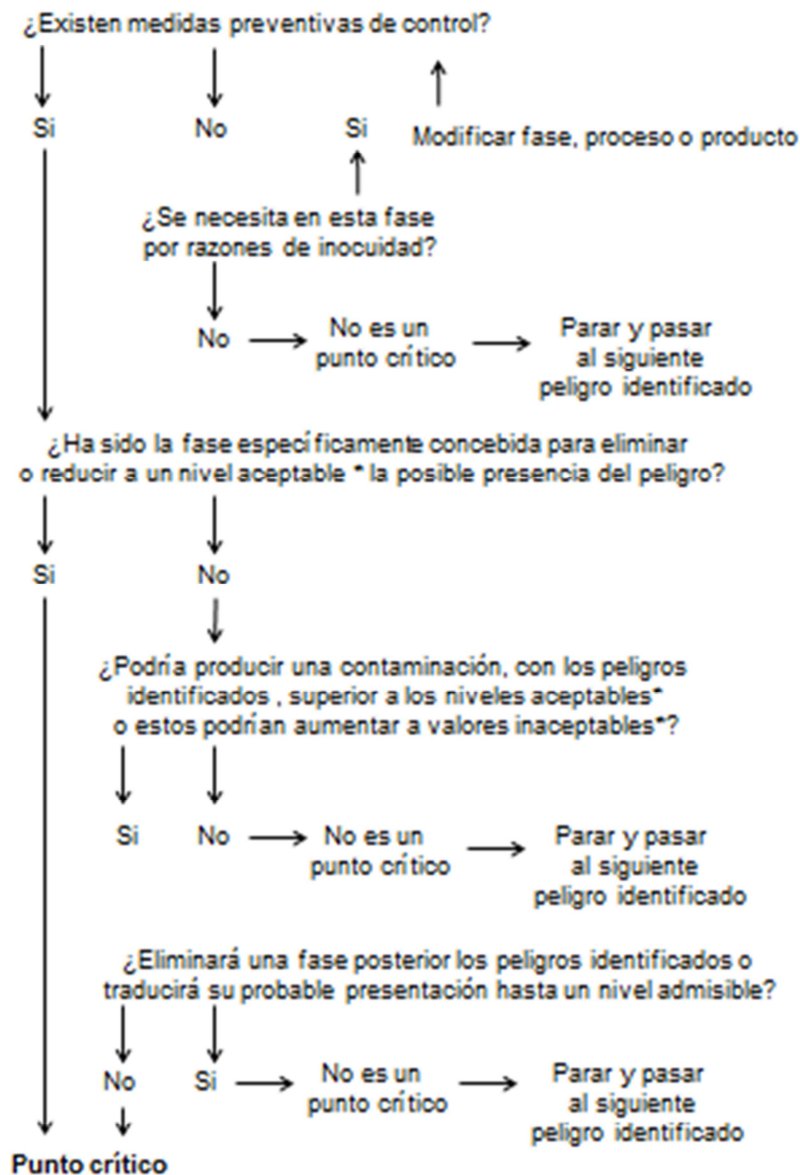 ¿Existen medidas preventivas de control?
Si
No
Si
Modificar fase, proceso o producto
¿Se necesita en esta fase
por razones de inocuidad?
No
No es un
punto crítico
Parar y pasar
al siguiente
peligro identificado
¿Ha sido la fase específicamente concebida para eliminar
o reducir a un nivel aceptable * la posible presencia del peligro?
Si
No
¿Podría producir una contaminación, con los peligros
identificados , superior a los niveles aceptables*
o estos podrían aumentar a valores inaceptables*?
Si
No
No es un
punto crítico
Parar y pasar
al siguiente
peligro identificado
¿Eliminará una fase posterior los peligros identificados o
traducirá su probable presentación hasta un nivel admisible?
No
Si
No es un
punto crítico
Parar y pasar
al siguiente
peligro identificado
Punto crítico